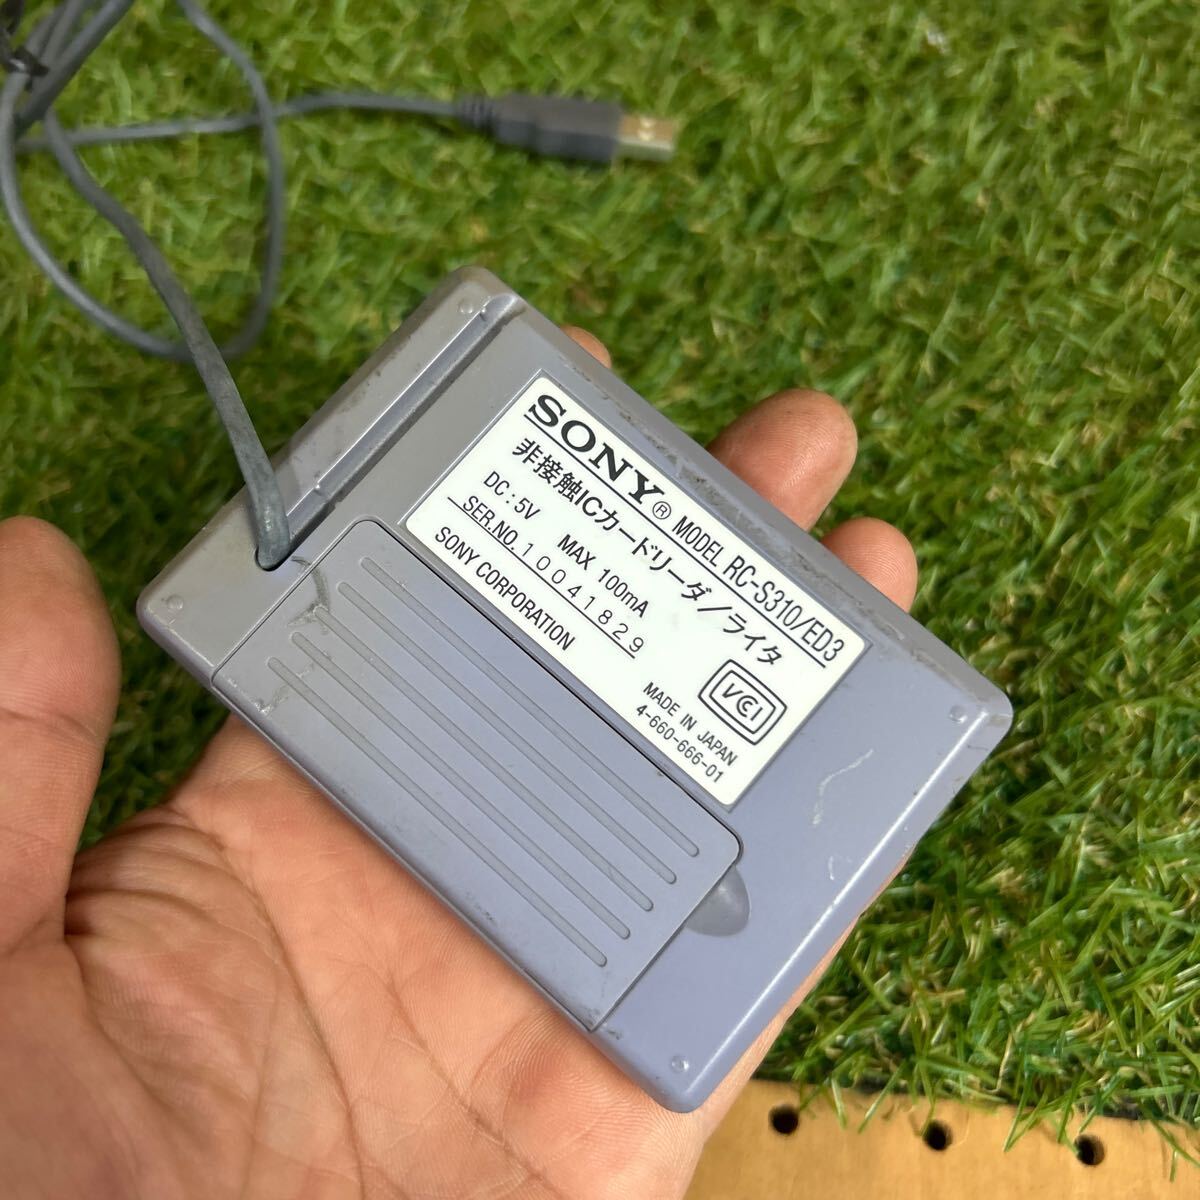 SONY® MODEL RC-S310/ED3
非接触ICカードリーダ/ライタ
DC:5V MAX 100mA
SER.NO. 10041829
SONY CORPORATION
VCI
MADE IN JAPAN
4-660-666-01